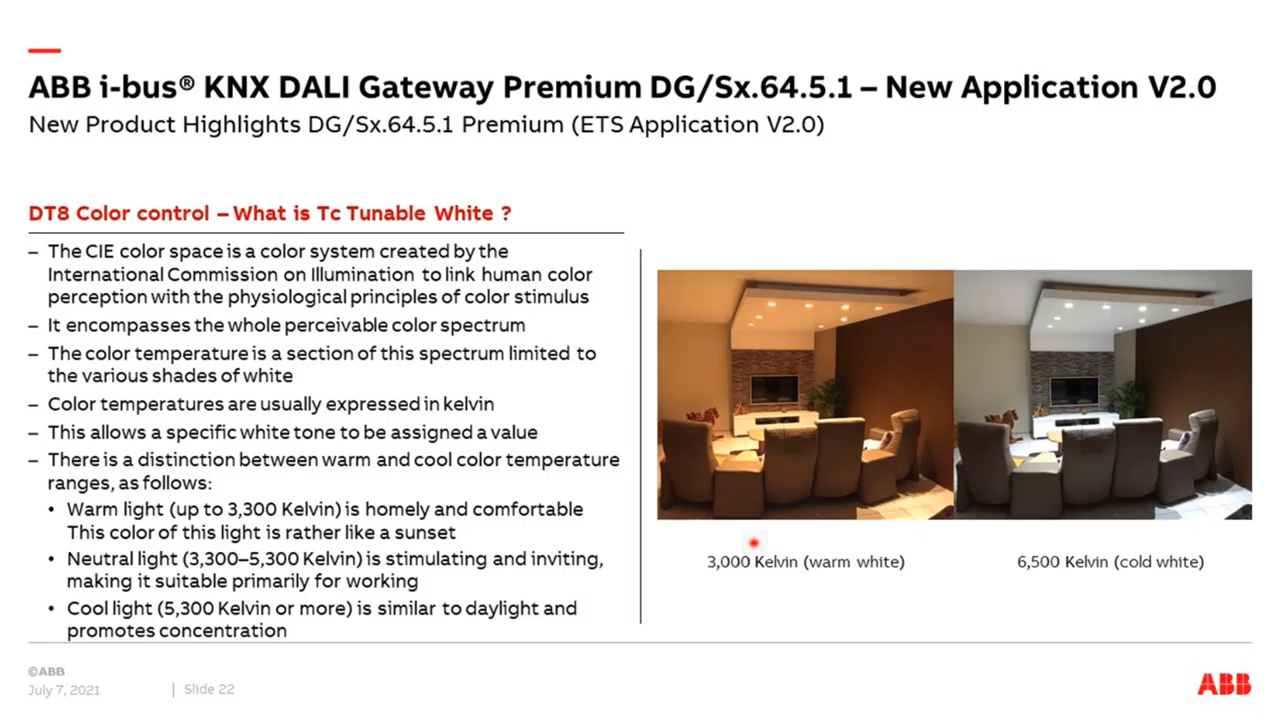 ABB i-bus® KNX DALI Gateway Premium DG/Sx.64.5.1 – New Application V2.0
New Product Highlights DG/Sx.64.5.1 Premium (ETS Application V2.0)
DT8 Color control – What is Tc Tunable White ?
– The CIE color space is a color system created by the
International Commission on Illumination to link human color
perception with the physiological principles of color stimulus
– It encompasses the whole perceivable color spectrum
– The color temperature is a section of this spectrum limited to
the various shades of white
– Color temperatures are usually expressed in kelvin
– This allows a specific white tone to be assigned a value
– There is a distinction between warm and cool color temperature
ranges, as follows:
• Warm light (up to 3,300 Kelvin) is homely and comfortable
This color of this light is rather like a sunset
• Neutral light (3,300–5,300 Kelvin) is stimulating and inviting,
making it suitable primarily for working
• Cool light (5,300 Kelvin or more) is similar to daylight and
promotes concentration
3,000 Kelvin (warm white)
6,500 Kelvin (cold white)
©ABB
July 7, 2021 | Slide 22
ABB